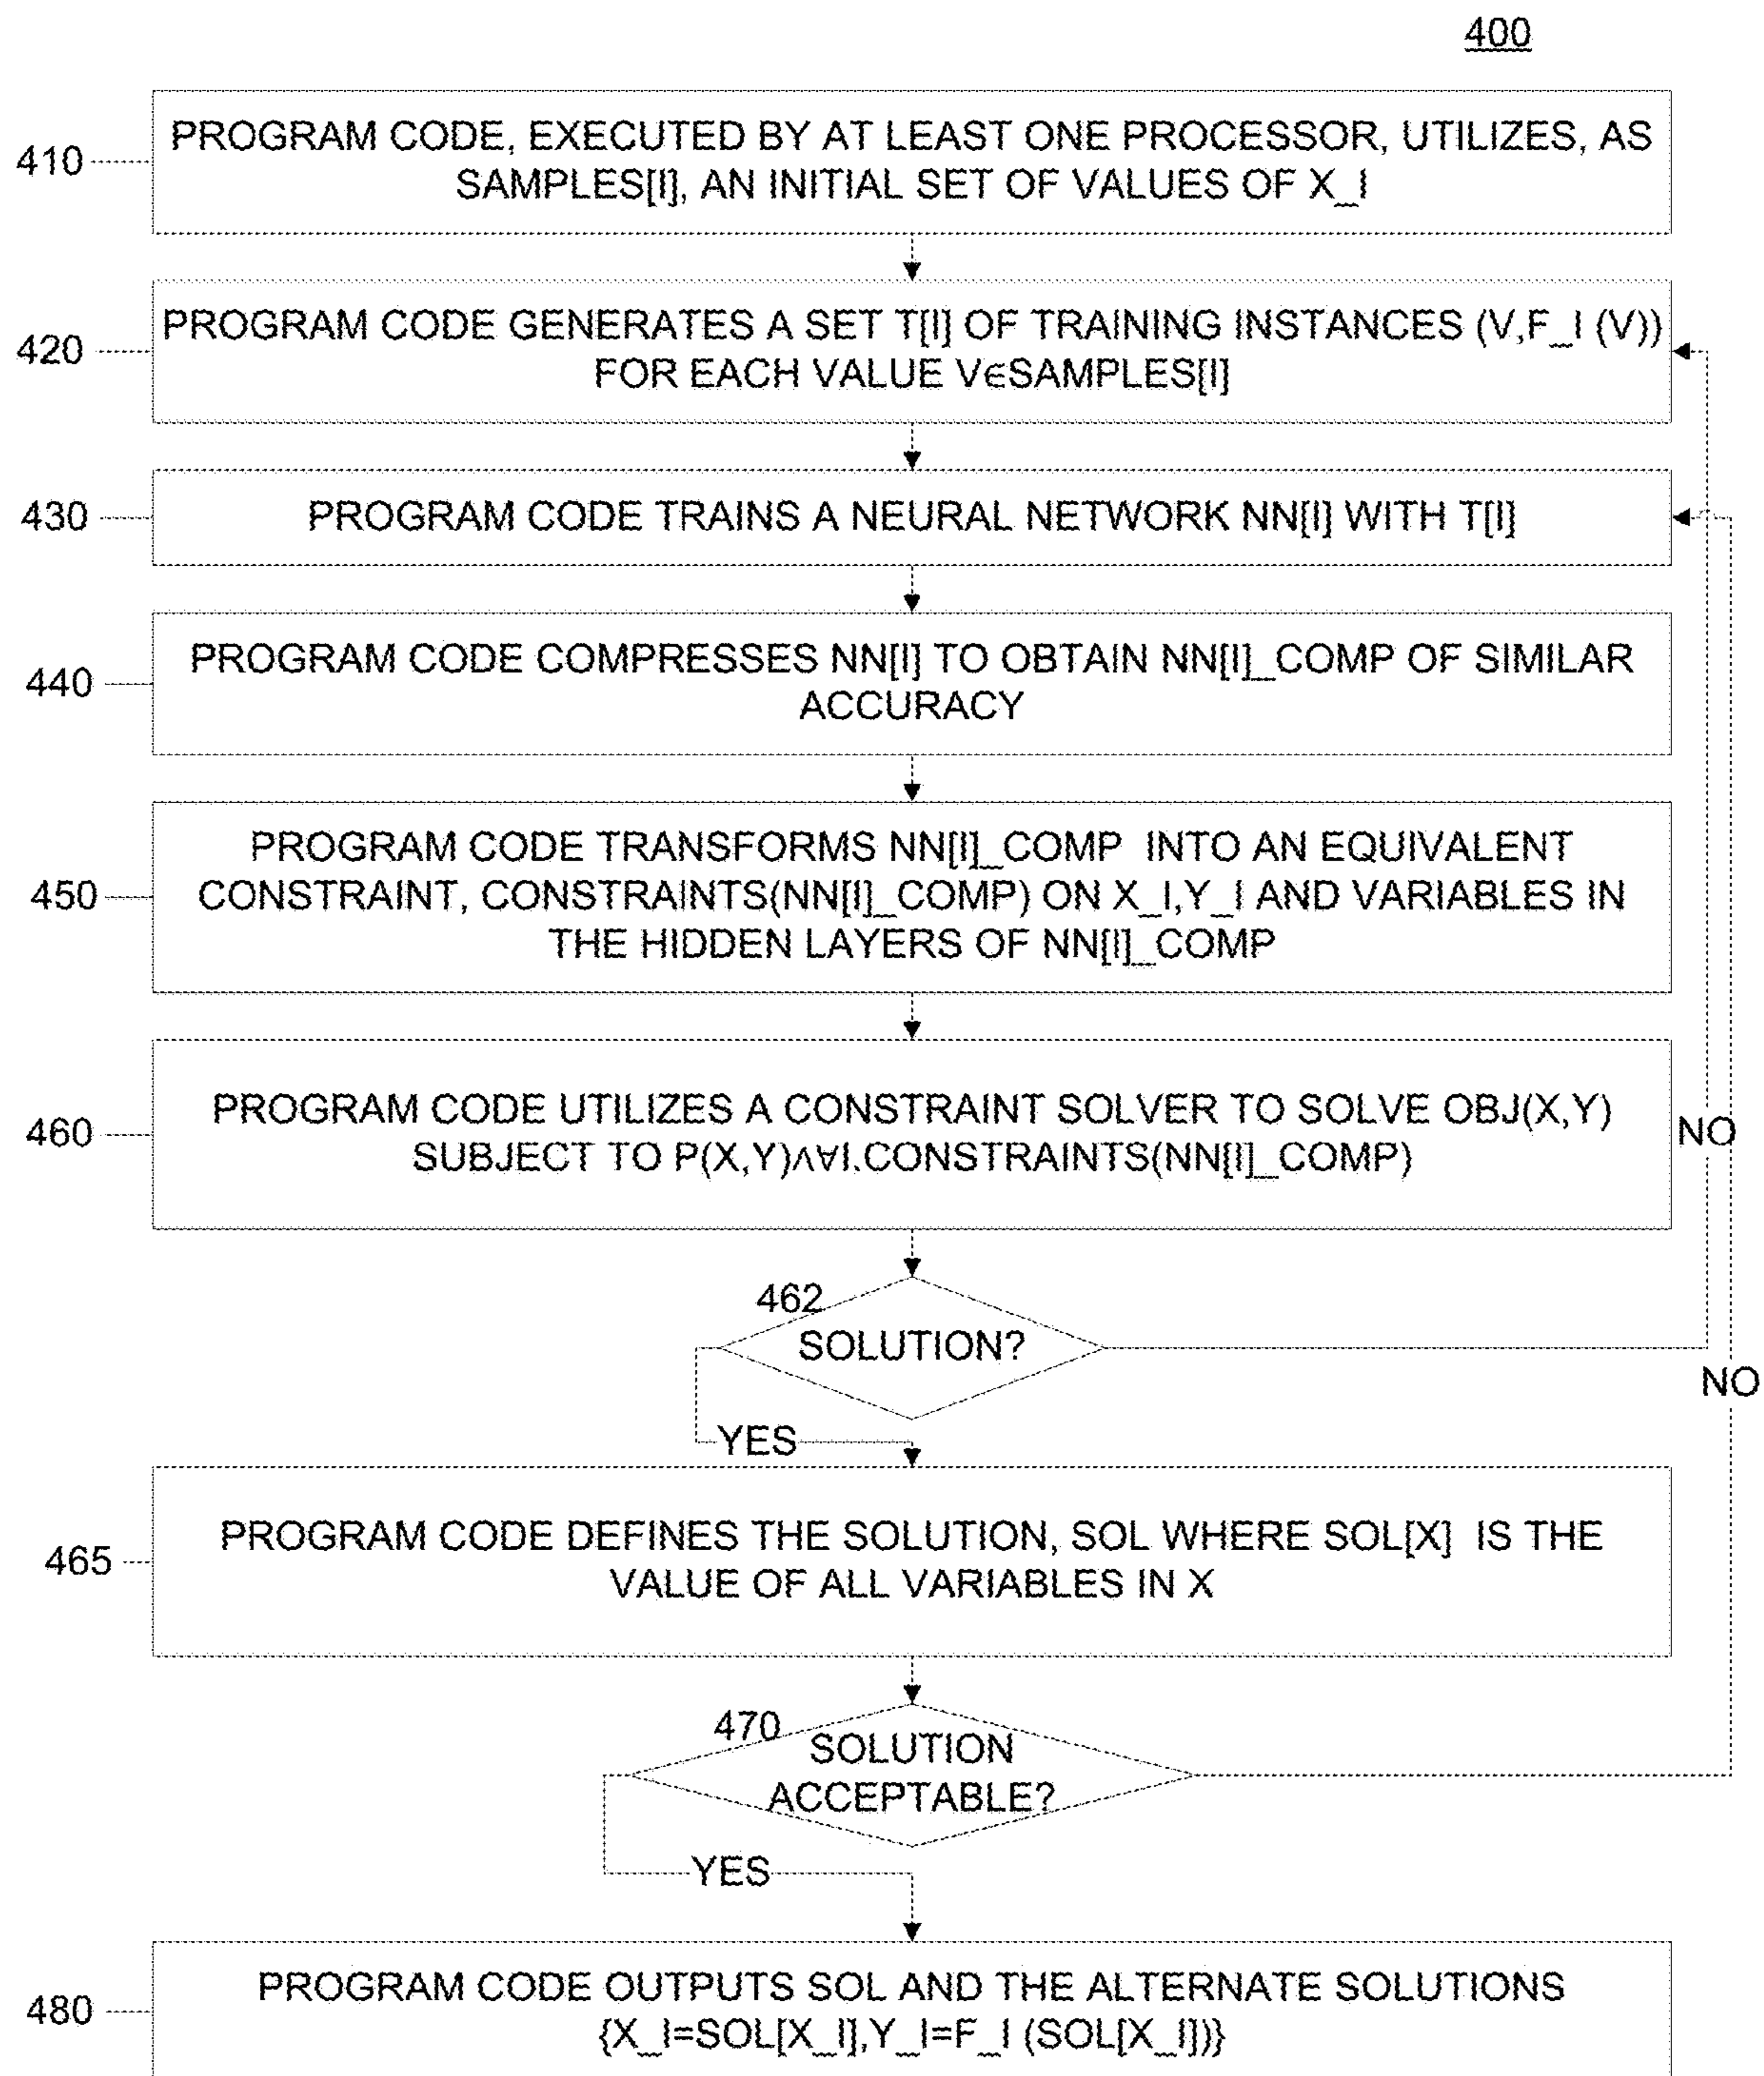 400
410
PROGRAM CODE, EXECUTED BY AT LEAST ONE PROCESSOR, UTILIZES, AS
SAMPLES[I], AN INITIAL SET OF VALUES OF X_I
420
PROGRAM CODE GENERATES A SET T[I] OF TRAINING INSTANCES (V,F_I (V))
FOR EACH VALUE V∈SAMPLES[I]
430
PROGRAM CODE TRAINS A NEURAL NETWORK NN[I] WITH T[I]
440
PROGRAM CODE COMPRESSES NN[I] TO OBTAIN NN[I]_COMP OF SIMILAR
ACCURACY
450
PROGRAM CODE TRANSFORMS NN[I]_COMP INTO AN EQUIVALENT
CONSTRAINT, CONSTRAINTS(NN[I]_COMP) ON X_I,Y_I AND VARIABLES IN
THE HIDDEN LAYERS OF NN[I]_COMP
460
PROGRAM CODE UTILIZES A CONSTRAINT SOLVER TO SOLVE OBJ(X,Y)
SUBJECT TO P(X,Y)∧∀I.CONSTRAINTS(NN[I]_COMP)
NO
462
SOLUTION?
NO
YES
465
PROGRAM CODE DEFINES THE SOLUTION, SOL WHERE SOL[X] IS THE
VALUE OF ALL VARIABLES IN X
470
SOLUTION
ACCEPTABLE?
YES
480
PROGRAM CODE OUTPUTS SOL AND THE ALTERNATE SOLUTIONS
{X_I=SOL[X_I],Y_I=F_I (SOL[X_I])}